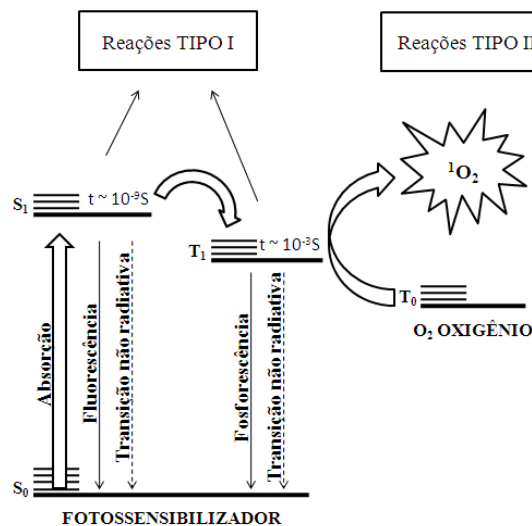 Reações TIPO I
Reações TIPO II
¹O₂
S₁
t ~ 10⁻⁹S
T₁
t ~ 10⁻³S
T₀
O₂ OXIGÊNIO
Absorção
Fluorescência
Transição não radiativa
Fosforescência
Transição não radiativa
S₀
FOTOSSENSIBILIZADOR